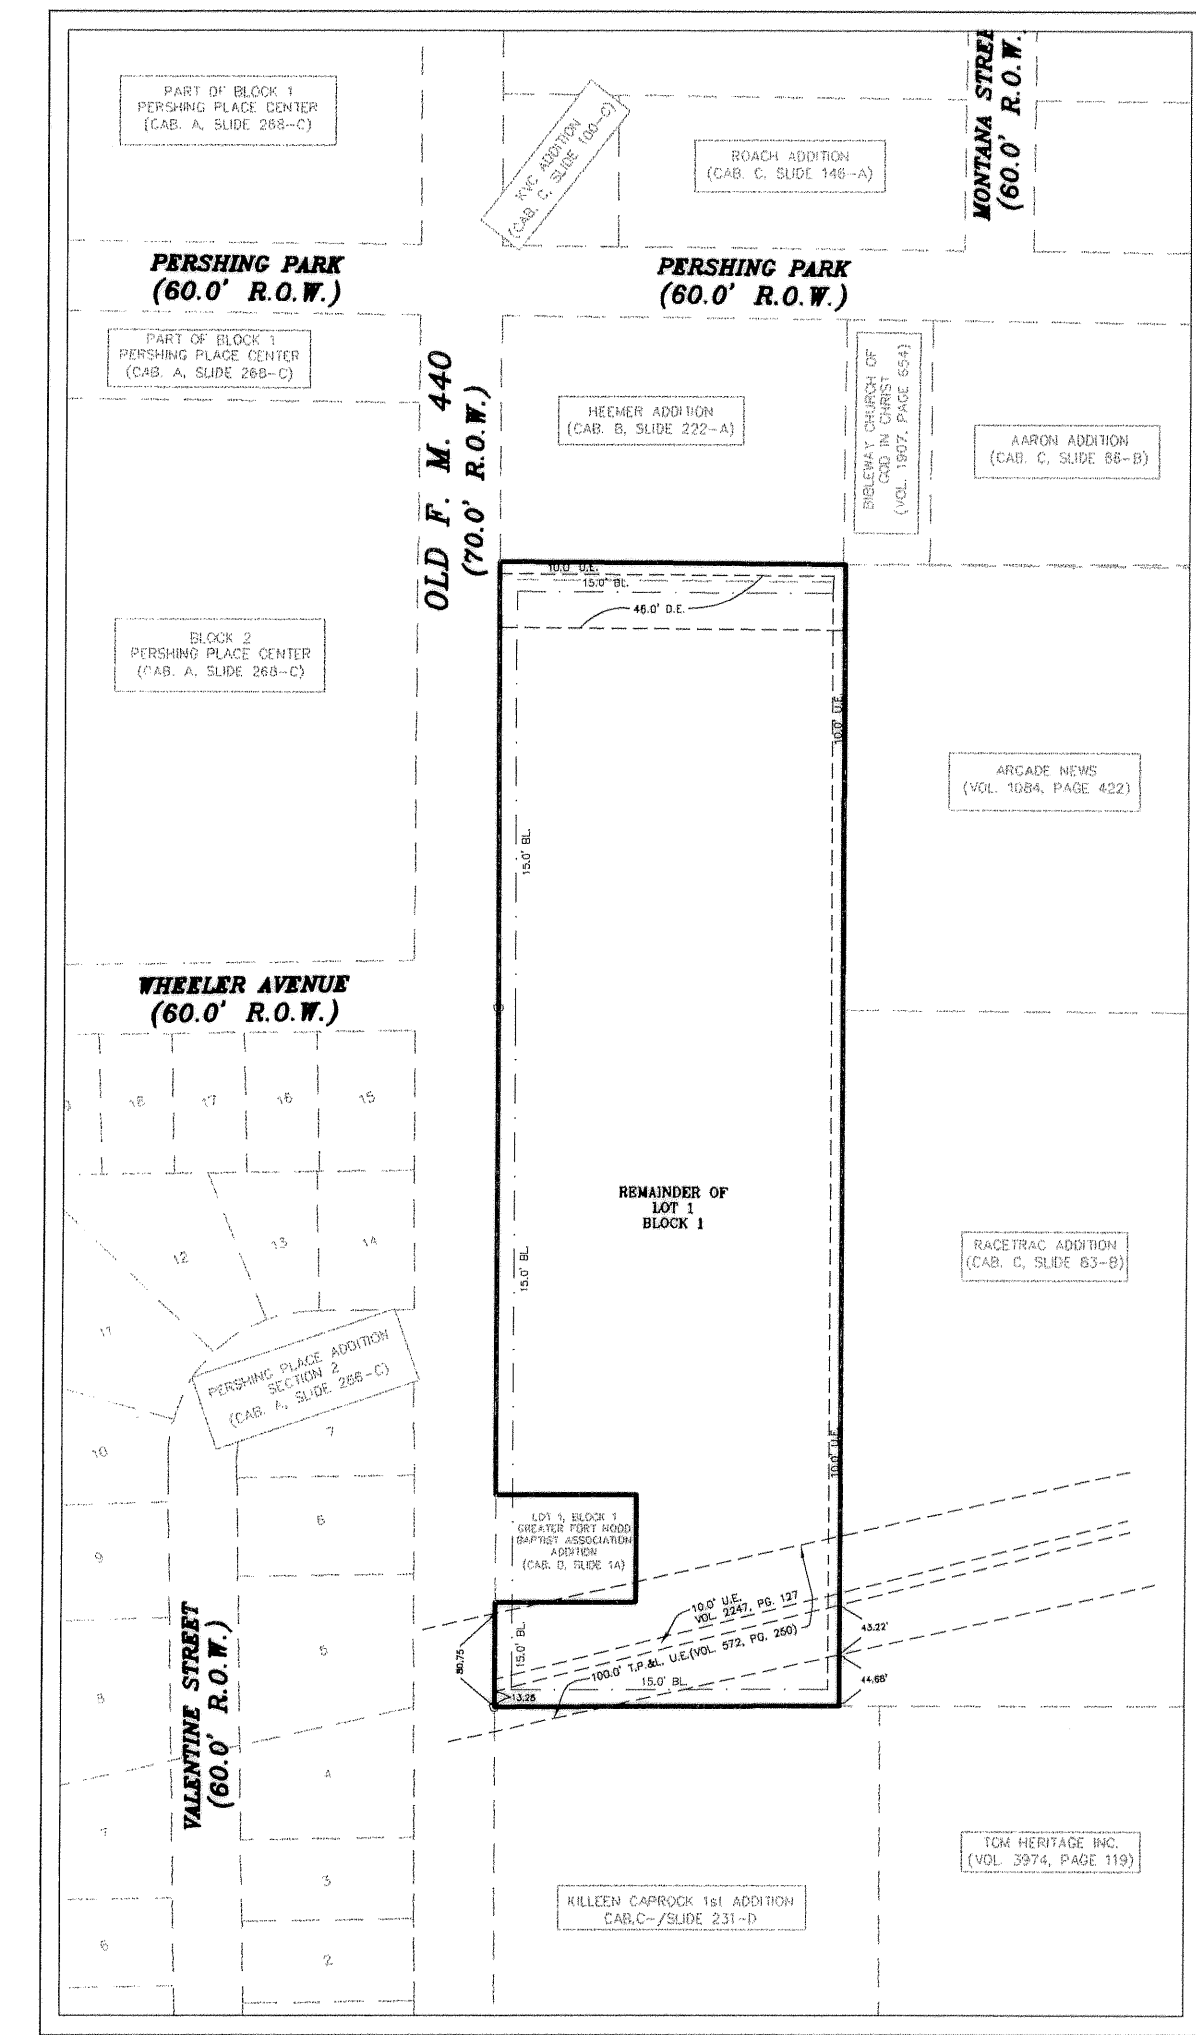 PART OF BLOCK 1
PERSHING PLACE CENTER
(CAB. A, SLIDE 268-C)
KVC ADDITION
(CAB. C, SLIDE 100-C)
ROACH ADDITION
(CAB. C, SLIDE 146-A)
MONTANA STREET
(60.0' R.O.W.)
PERSHING PARK
(60.0' R.O.W.)
PERSHING PARK
(60.0' R.O.W.)
PART OF BLOCK 1
PERSHING PLACE CENTER
(CAB. A, SLIDE 268-C)
OLD F. M. 440
(70.0' R.O.W.)
HEEMER ADDITION
(CAB. B, SLIDE 222-A)
BIBLEWAY CHURCH OF
GOD IN CHRIST
(VOL. 1907, PAGE 654)
AARON ADDITION
(CAB. C, SLIDE 86-B)
10.0' U.E.
15.0' BL.
46.0' D.E.
BLOCK 2
PERSHING PLACE CENTER
(CAB. A, SLIDE 268-C)
10.0' U.E.
ARCADE NEWS
(VOL. 1084, PAGE 422)
15.0' BL.
WHEELER AVENUE
(60.0' R.O.W.)
18
17
16
15
REMAINDER OF
LOT 1
BLOCK 1
12
13
14
15.0' BL.
RACETRAC ADDITION
(CAB. C, SLIDE 63-B)
11
PERSHING PLACE ADDITION
SECTION 2
(CAB. A, SLIDE 266-C)
10
7
10.0' U.E.
6
LOT 1, BLOCK 1
GREATER FORT HOOD
BAPTIST ASSOCIATION
ADDITION
(CAB. D, SLIDE 1A)
9
10.0' U.E.
VOL. 2247, PG. 127
100.0' T.P.&L. U.E.(VOL. 572, PG. 250)
43.22'
44.68'
80.75
15.0' BL.
15.0' BL.
13.28
5
8
VALENTINE STREET
(60.0' R.O.W.)
4
7
3
6
2
TCM HERITAGE INC.
(VOL. 3974, PAGE 119)
KILLEEN CAPROCK 1st ADDITION
CAB.C-/SLIDE 231-D